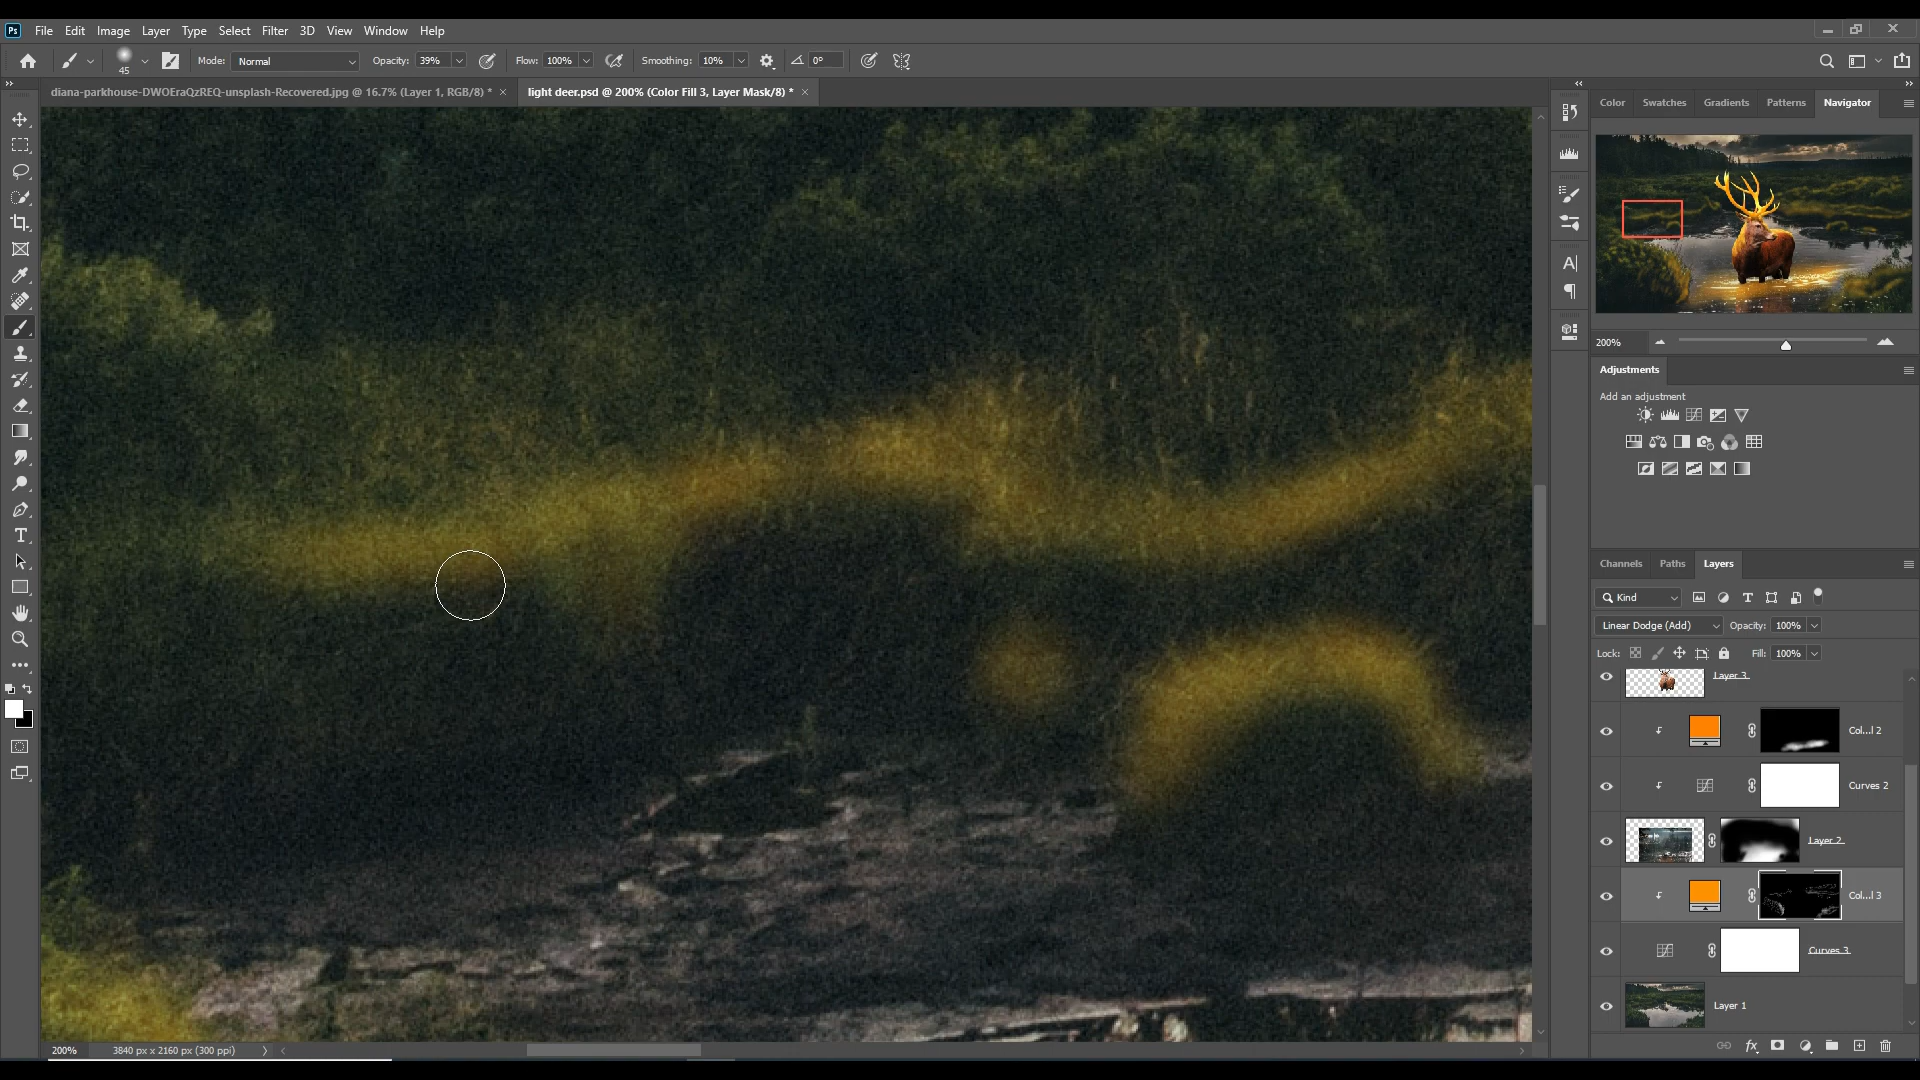 Ps File Edit Image Layer Type Select Filter 3D View Window Help
45 Mode: Normal Opacity: 39% Flow: 100% Smoothing: 10% 0°
diana-parkhouse-DWOEraQzREQ-unsplash-Recovered.jpg @ 16.7% (Layer 1, RGB/8) * × light deer.psd @ 200% (Color Fill 3, Layer Mask/8) * ×
Color Swatches Gradients Patterns Navigator
200%
Adjustments
Add an adjustment
Channels Paths Layers
Kind
Linear Dodge (Add) Opacity: 100%
Lock: Fill: 100%
Layer 3
Col...l 2
Curves 2
Layer 2
Col...l 3
Curves 3
Layer 1
200% 3840 px x 2160 px (300 ppi)